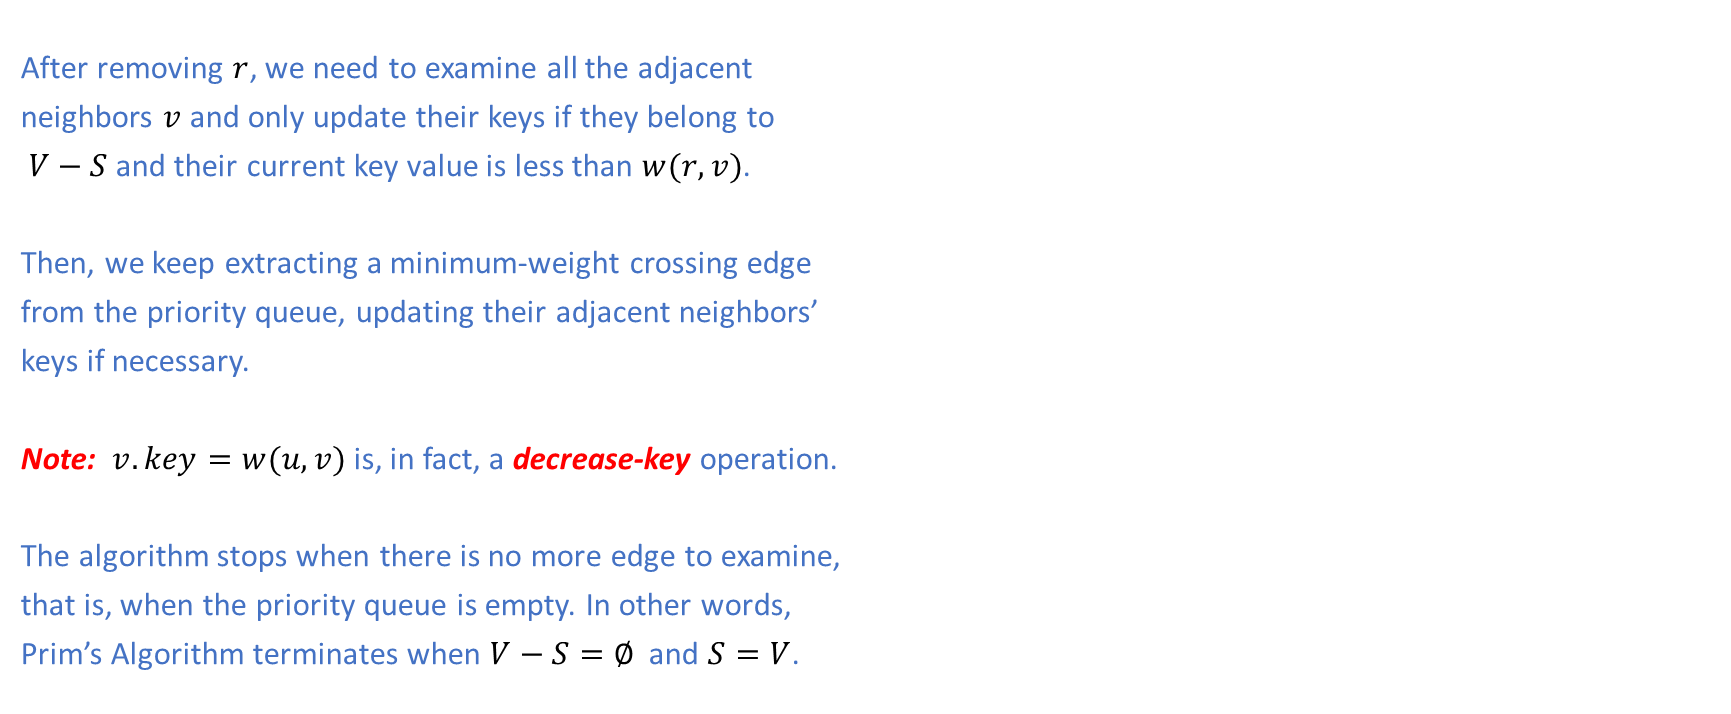 After removing r, we need to examine all the adjacent
neighbors v and only update their keys if they belong to
V − S and their current key value is less than w(r, v).
Then, we keep extracting a minimum-weight crossing edge
from the priority queue, updating their adjacent neighbors’
keys if necessary.
Note: v.key = w(u, v) is, in fact, a decrease-key operation.
The algorithm stops when there is no more edge to examine,
that is, when the priority queue is empty. In other words,
Prim’s Algorithm terminates when V − S = ∅ and S = V.